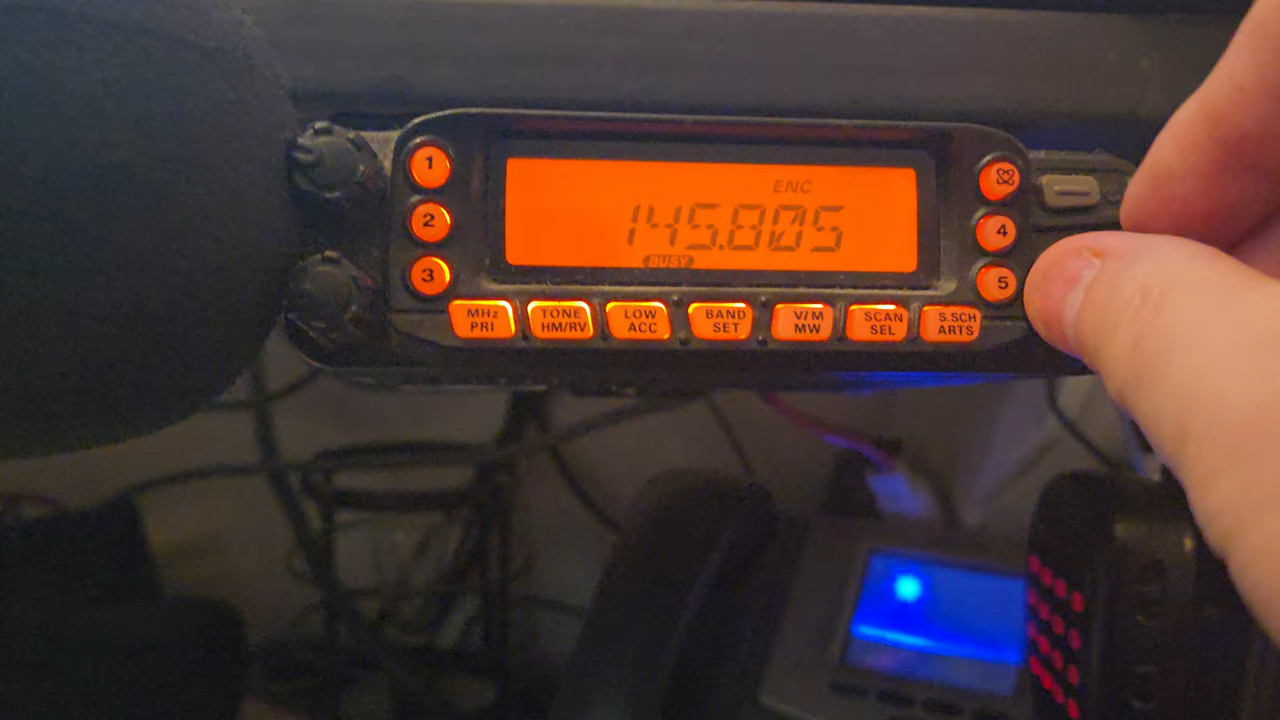 ENC
145.805
BUSY
1
2
3
4
5
MHz
PRI
TONE
HM/RV
LOW
ACC
BAND
SET
V/M
MW
SCAN
SEL
S.SCH
ARTS